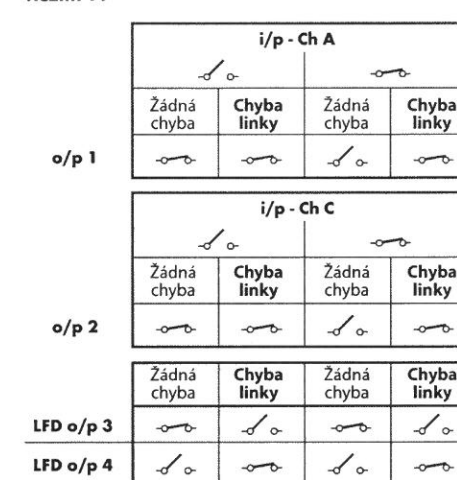 i/p - Ch A
Žádná chyba Chyba linky Žádná chyba Chyba linky
o/p 1
i/p - Ch C
Žádná chyba Chyba linky Žádná chyba Chyba linky
o/p 2
Žádná chyba Chyba linky Žádná chyba Chyba linky
LFD o/p 3
LFD o/p 4